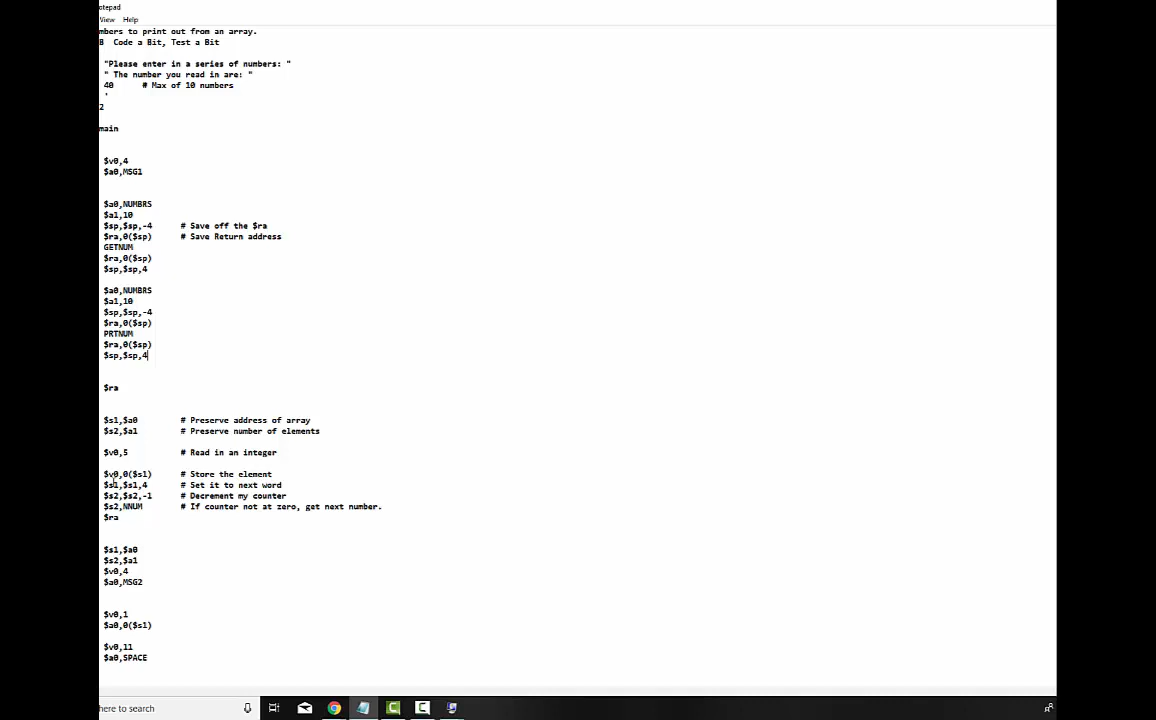 otepad
View Help
mbers to print out from an array.
B Code a Bit, Test a Bit
"Please enter in a series of numbers: "
" The number you read in are: "
40 # Max of 10 numbers
'
2
main
$v0,4
$a0,MSG1
$a0,NUMBRS
$a1,10
$sp,$sp,-4 # Save off the $ra
$ra,0($sp) # Save Return address
GETNUM
$ra,0($sp)
$sp,$sp,4
$a0,NUMBRS
$a1,10
$sp,$sp,-4
$ra,0($sp)
PRTNUM
$ra,0($sp)
$sp,$sp,4
$ra
$s1,$a0 # Preserve address of array
$s2,$a1 # Preserve number of elements
$v0,5 # Read in an integer
$v0,0($s1) # Store the element
$s1,$s1,4 # Set it to next word
$s2,$s2,-1 # Decrement my counter
$s2,NNUM # If counter not at zero, get next number.
$ra
$s1,$a0
$s2,$a1
$v0,4
$a0,MSG2
$v0,1
$a0,0($s1)
$v0,11
$a0,SPACE
here to search